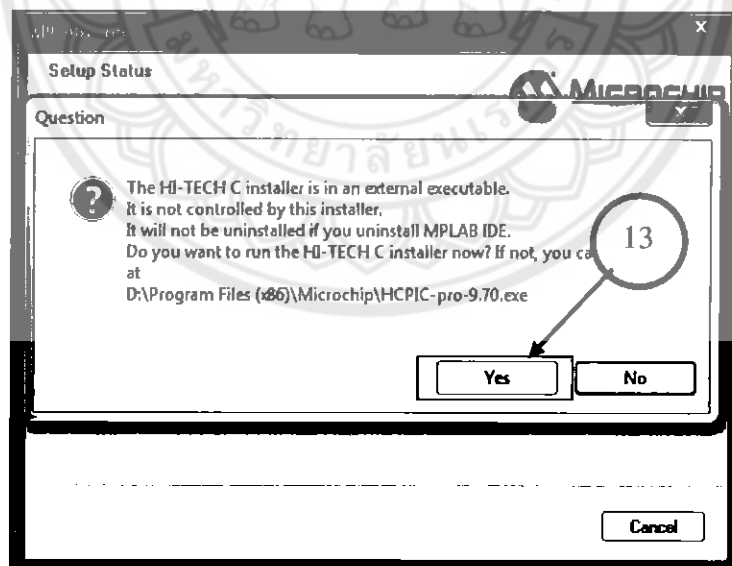 Setup Status
MICROCHIP
Question
The HI-TECH C installer is in an external executable.
It is not controlled by this installer.
It will not be uninstalled if you uninstall MPLAB IDE.
Do you want to run the HI-TECH C installer now? If not, you ca
at
D:\Program Files (x86)\Microchip\HCPIC-pro-9.70.exe
13
Yes
No
Cancel